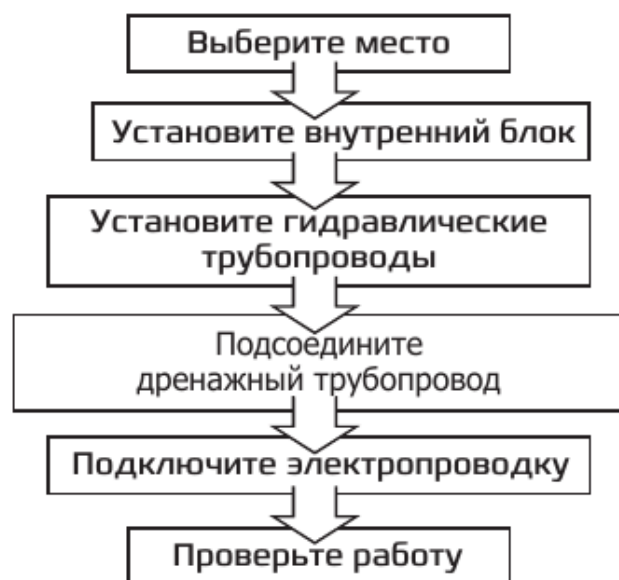 Выберите место
Установите внутренний блок
Установите гидравлические
трубопроводы
Подсоедините
дренажный трубопровод
Подключите электропроводку
Проверьте работу